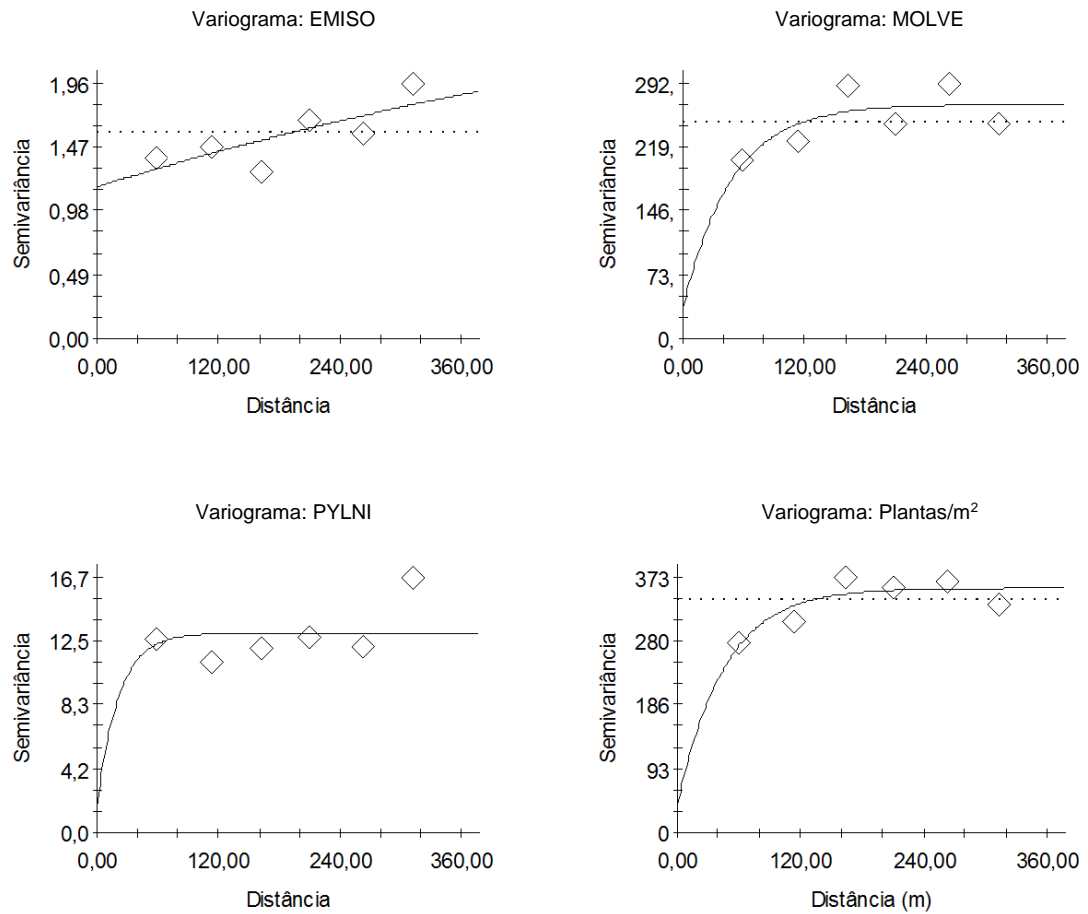 Variograma: EMISO
1,96
1,47
0,98
0,49
0,00
Semivariância
0,00 120,00 240,00 360,00
Distância
Variograma: MOLVE
292,
219,
146,
73,
0,
Semivariância
0,00 120,00 240,00 360,00
Distância
Variograma: PYLNI
16,7
12,5
8,3
4,2
0,0
Semivariância
0,00 120,00 240,00 360,00
Distância
Variograma: Plantas/m²
373
280
186
93
0
Semivariância
0,00 120,00 240,00 360,00
Distância (m)